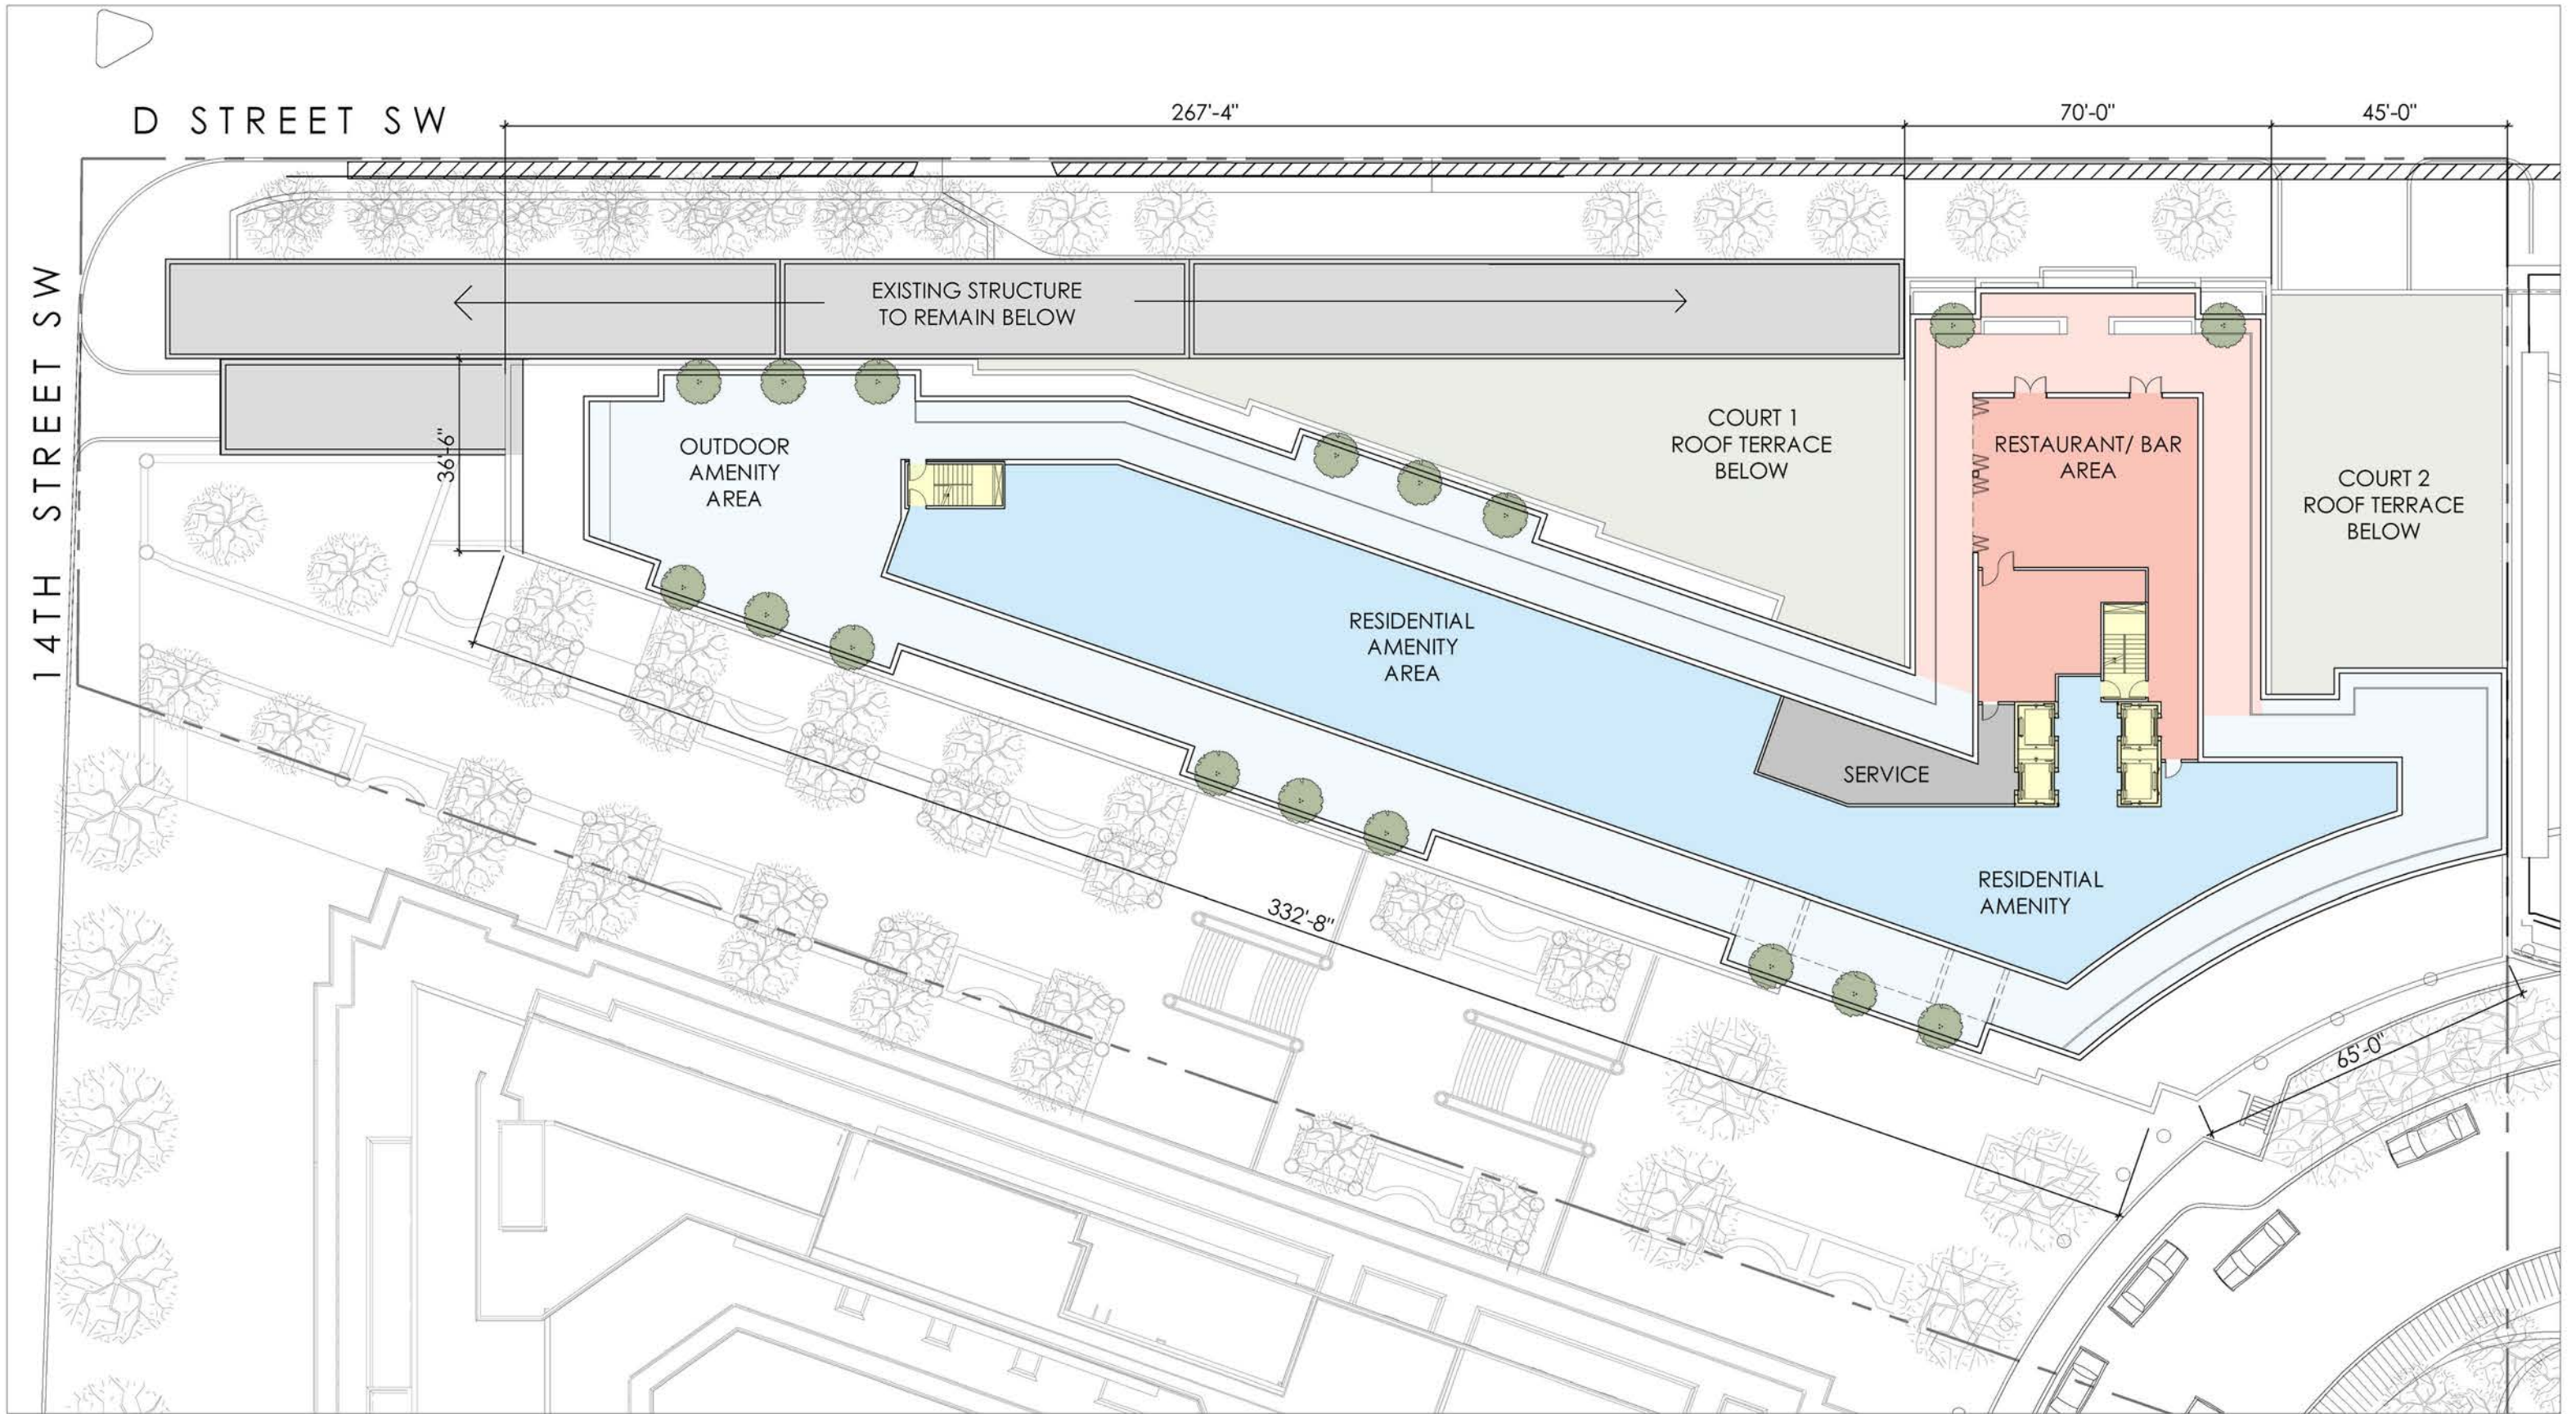 D STREET SW
267'-4"
70'-0"
45'-0"
14TH STREET SW
EXISTING STRUCTURE
TO REMAIN BELOW
36'-6"
OUTDOOR
AMENITY
AREA
COURT 1
ROOF TERRACE
BELOW
RESTAURANT/ BAR
AREA
COURT 2
ROOF TERRACE
BELOW
RESIDENTIAL
AMENITY
AREA
SERVICE
RESIDENTIAL
AMENITY
332'-8"
65'-0"